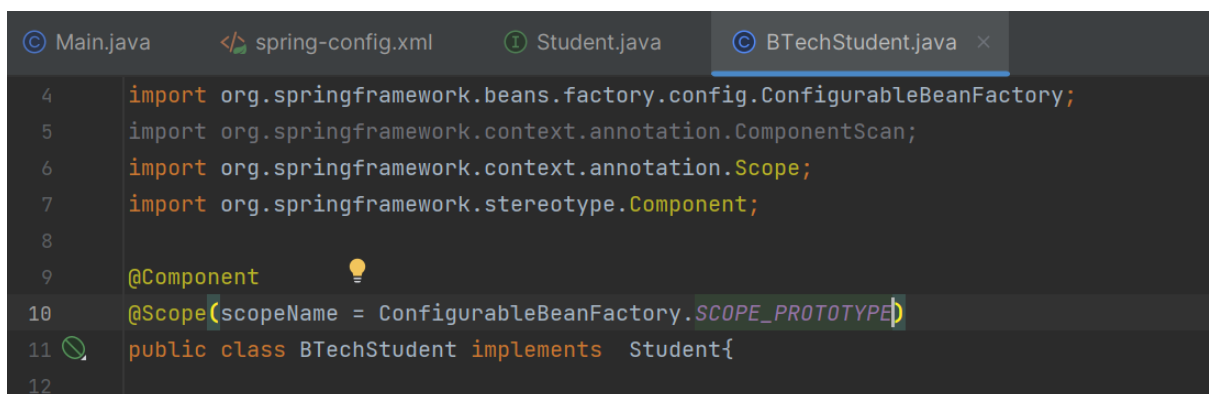 Main.java spring-config.xml Student.java BTechStudent.java
4 import org.springframework.beans.factory.config.ConfigurableBeanFactory;
5 import org.springframework.context.annotation.ComponentScan;
6 import org.springframework.context.annotation.Scope;
7 import org.springframework.stereotype.Component;
8
9 @Component
10 @Scope(scopeName = ConfigurableBeanFactory.SCOPE_PROTOTYPE)
11 public class BTechStudent implements  Student{
12